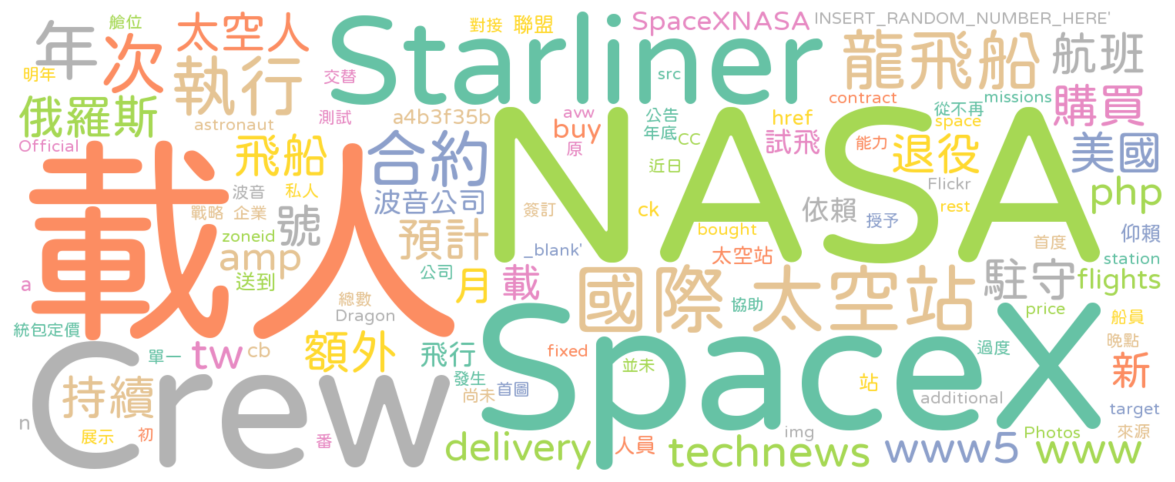 艙位
太空人
對接
聯盟
SpaceXNASA
INSERT_RANDOM_NUMBER_HERE'
年
次
Starliner
龍飛船
航班
明年
執行
交替
src
contract
從不再
missions
購買
俄羅斯
astronaut
測試
a4b3f35b
avw
buy
公告
年底
CC
href
試飛
能力
space
退役
美國
Official
飛船
合約
原
近日
載人
NASA
波音
私人
波音公司
Flickr
php
戰略
企業
號
簽訂
ck
依賴
授予
rest
仰賴
zoneid
預計
_blank'
bought
太空站
首度
amp
送到
公司
月
載
國際
太空站
駐守
station
flights
a
總數
Dragon
協助
price
船員
統包定價
單一
cb
額外
飛行
fixed
並未
過度
晚點
tw
Crew
SpaceX
新
持續
發生
尚未
首圖
站
additional
target
n
展示
初
番
delivery
人員
technews
img
www5
Photos
www
來源